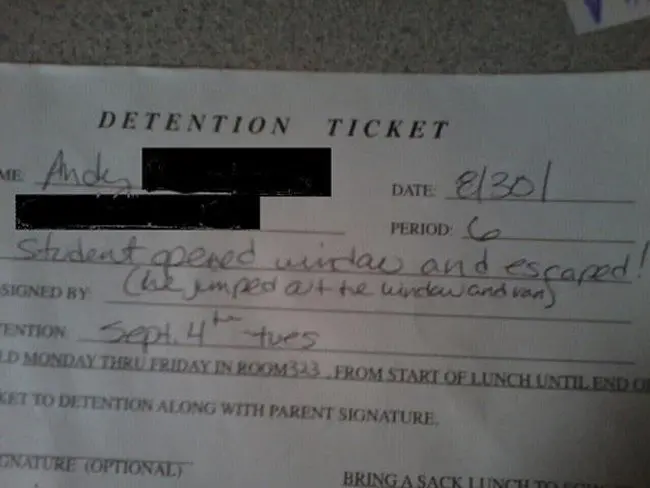 DETENTION TICKET
ME Andy
DATE: 8/30/
PERIOD: 6
Student opened window and escaped!
(he jumped out the window and ran)
SIGNED BY:
TENTION: Sept. 4th tues
LD MONDAY THRU FRIDAY IN ROOM 323, FROM START OF LUNCH UNTIL END O
KET TO DETENTION ALONG WITH PARENT SIGNATURE.
GNATURE (OPTIONAL)
BRING A SACK LUNCH TO